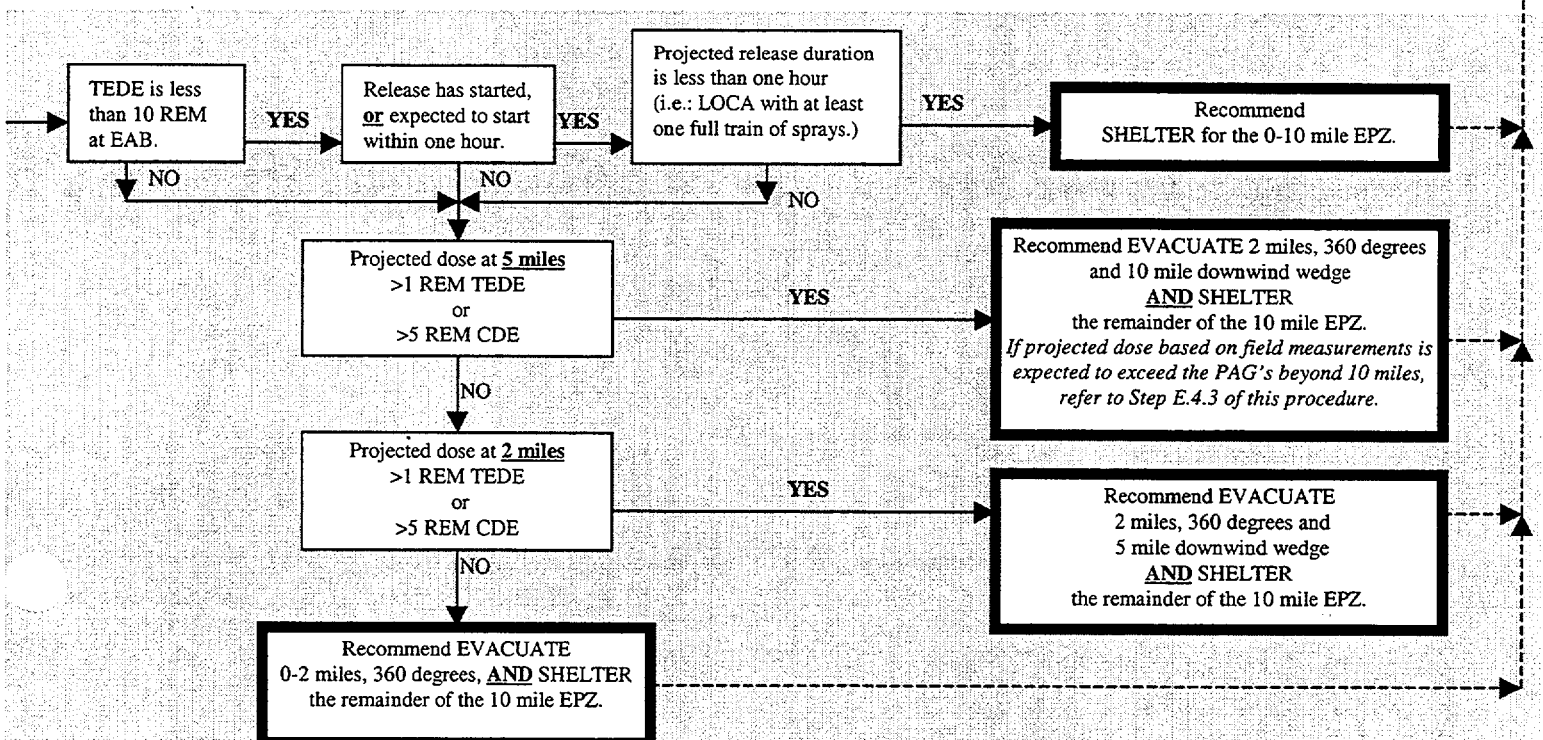 TEDE is less
than 10 REM
at EAB.
YES
Release has started,
or expected to start
within one hour.
YES
Projected release duration
is less than one hour
(i.e.: LOCA with at least
one full train of sprays.)
YES
Recommend
SHELTER for the 0-10 mile EPZ.
NO
NO
NO
Projected dose at 5 miles
>1 REM TEDE
or
>5 REM CDE
YES
Recommend EVACUATE 2 miles, 360 degrees
and 10 mile downwind wedge
AND SHELTER
the remainder of the 10 mile EPZ.
If projected dose based on field measurements is
expected to exceed the PAG's beyond 10 miles,
refer to Step E.4.3 of this procedure.
NO
Projected dose at 2 miles
>1 REM TEDE
or
>5 REM CDE
YES
Recommend EVACUATE
2 miles, 360 degrees and
5 mile downwind wedge
AND SHELTER
the remainder of the 10 mile EPZ.
NO
Recommend EVACUATE
0-2 miles, 360 degrees, AND SHELTER
the remainder of the 10 mile EPZ.